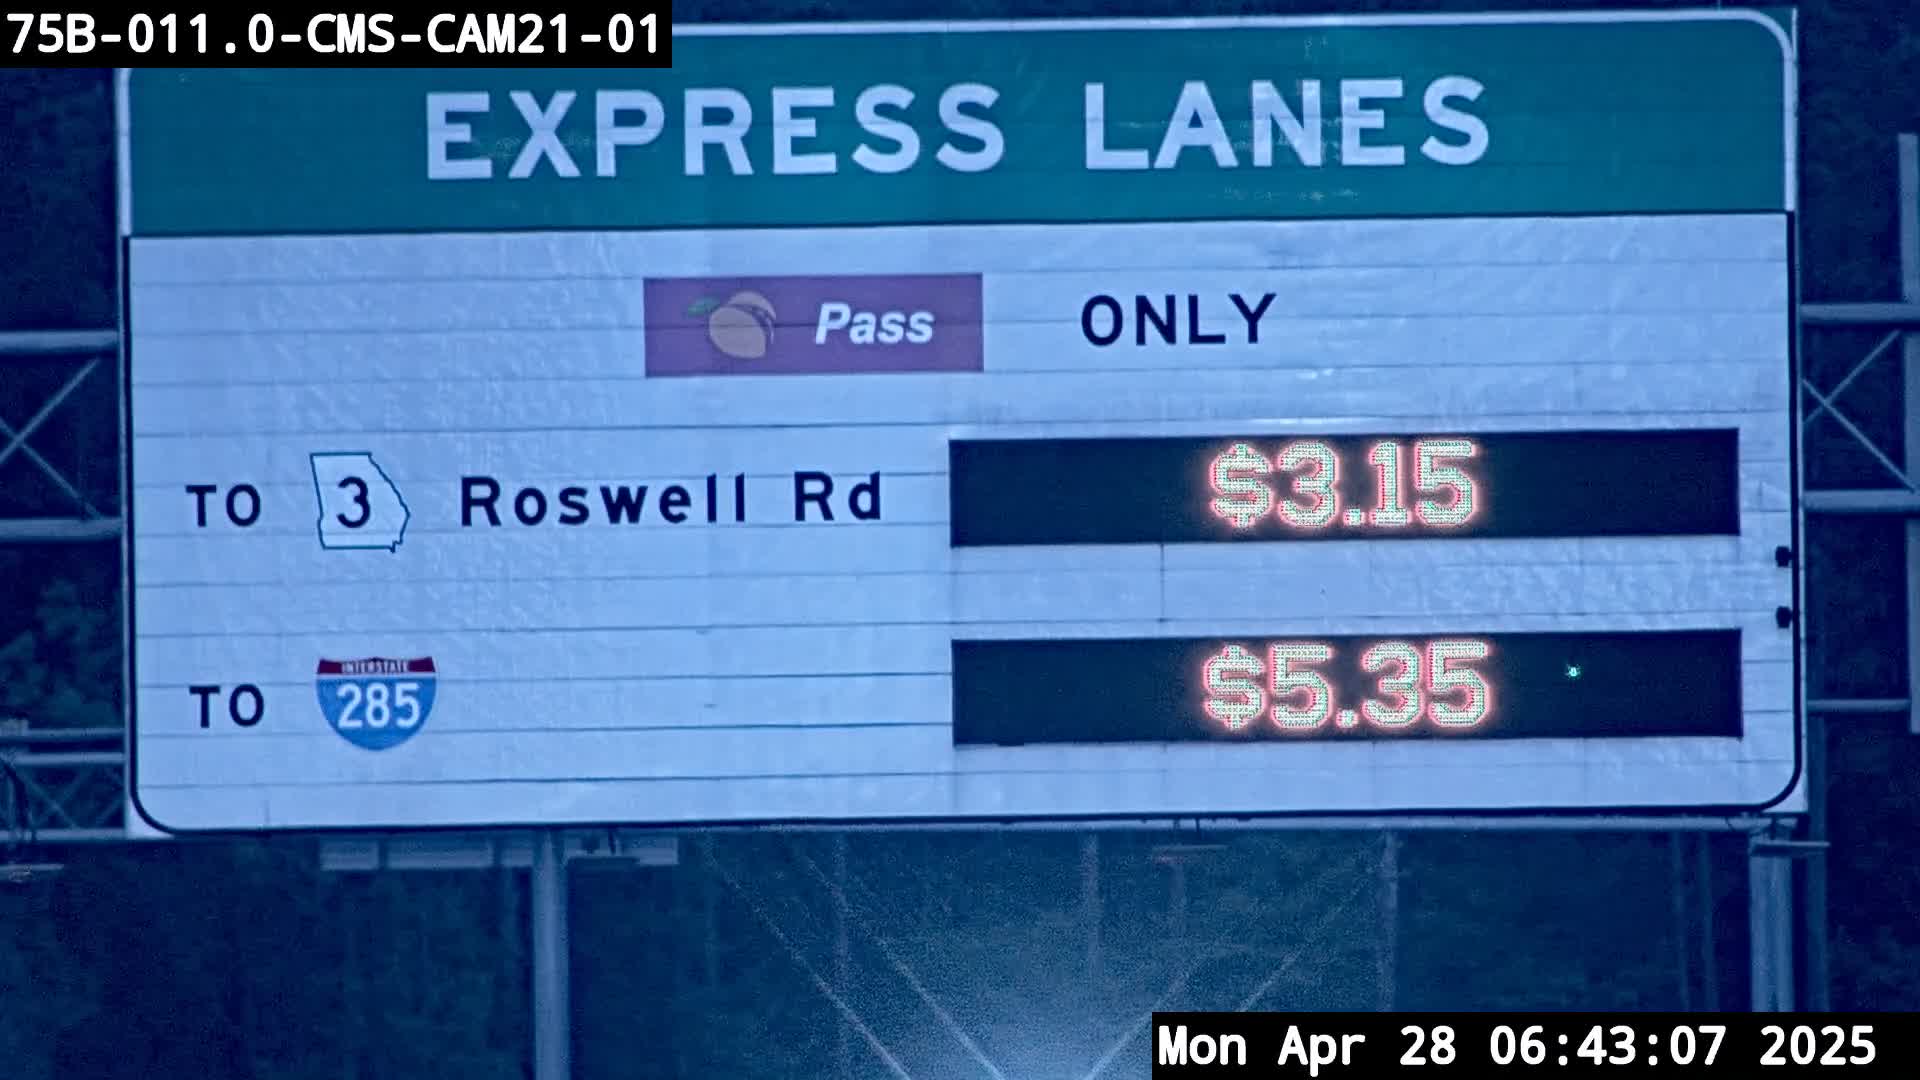 75B-011.0-CMS-CAM21-01
EXPRESS LANES
Pass ONLY
TO 3 Roswell Rd $3.15
INTERSTATE
TO 285 $5.35
Mon Apr 28 06:43:07 2025